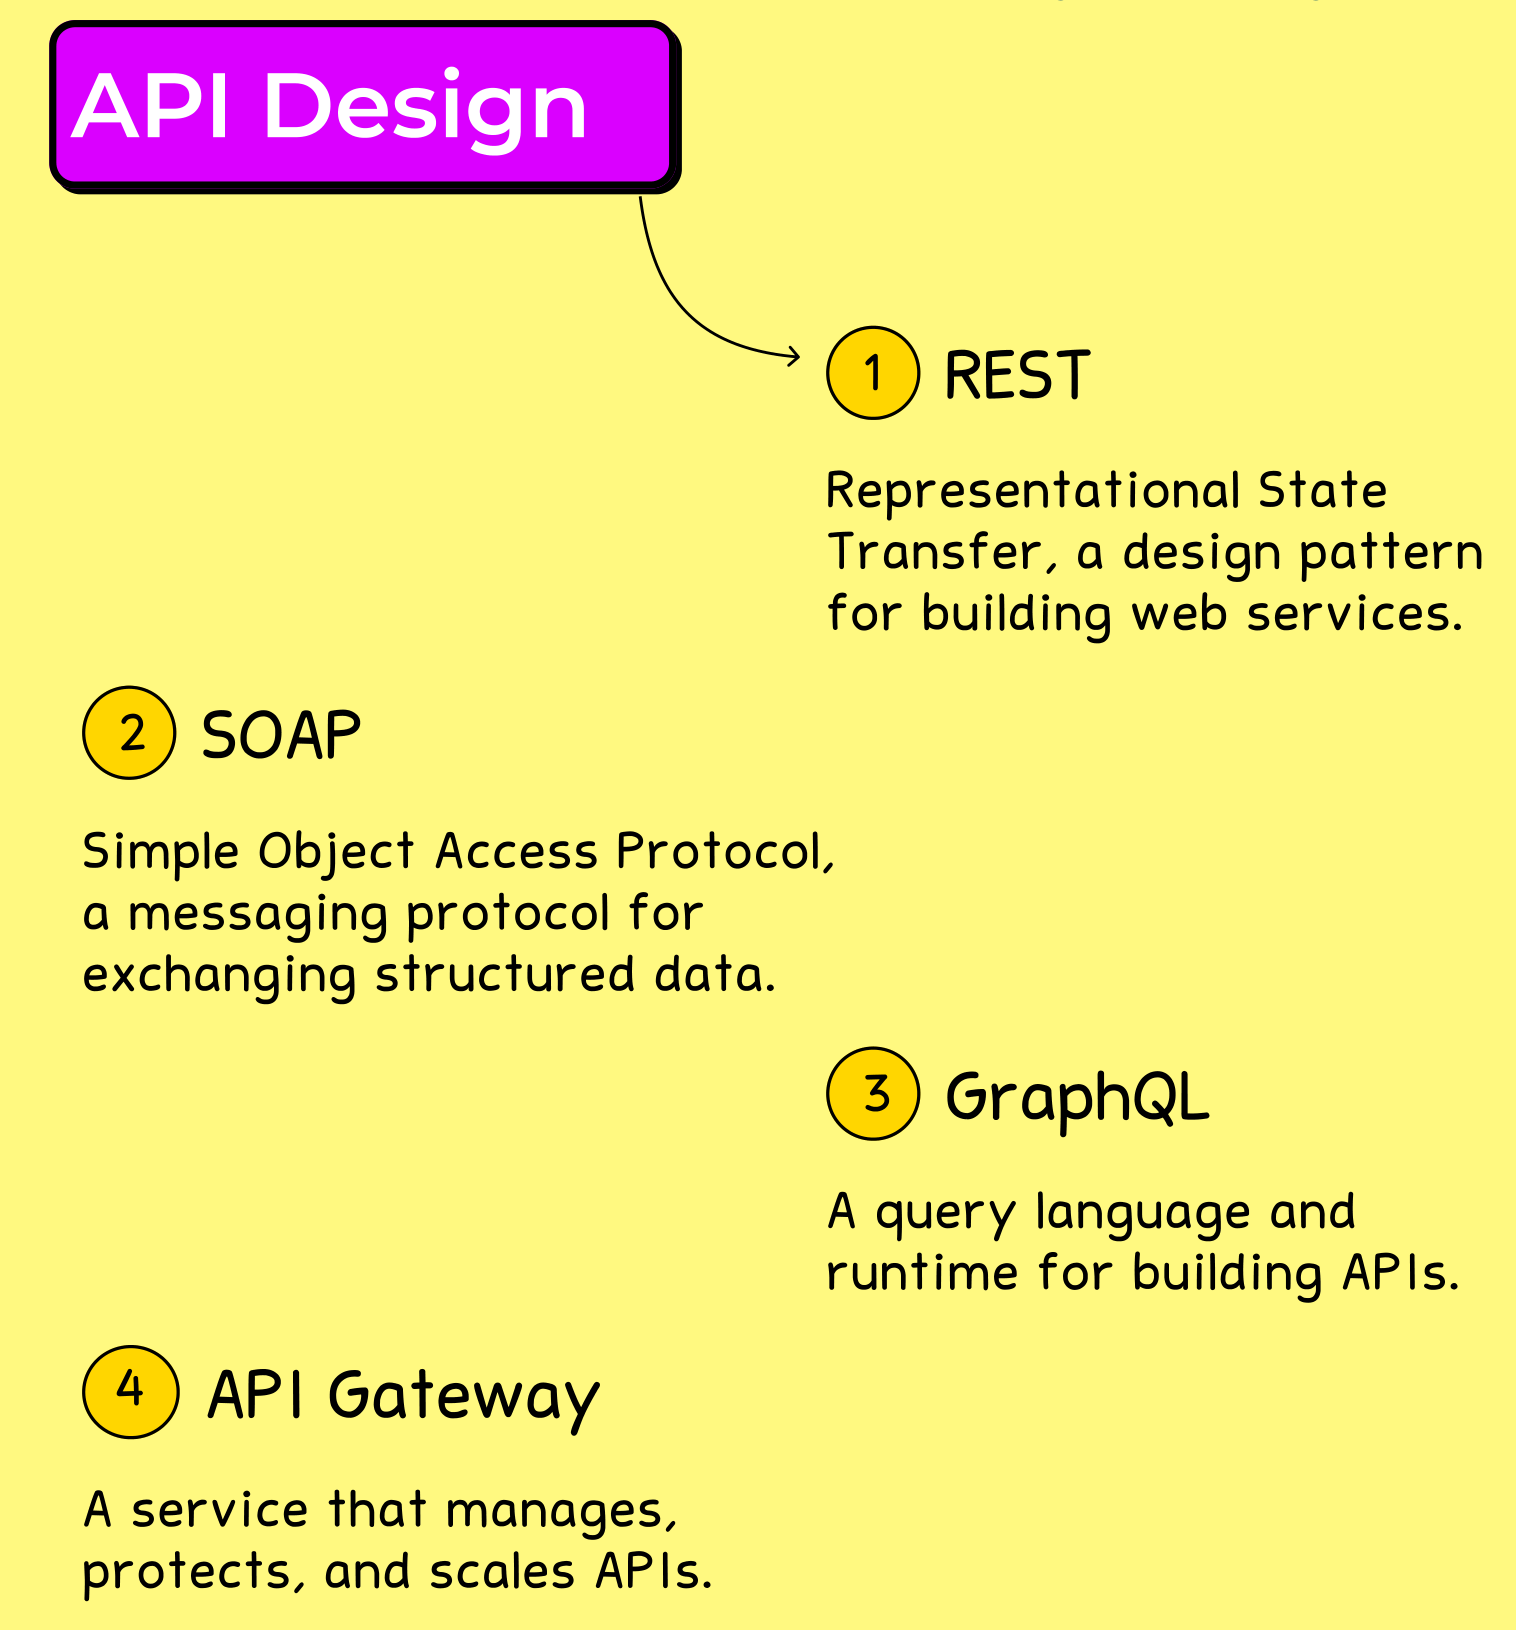 API Design
1 REST
Representational State
Transfer, a design pattern
for building web services.
2 SOAP
Simple Object Access Protocol,
a messaging protocol for
exchanging structured data.
3 GraphQL
A query language and
runtime for building APIs.
4 API Gateway
A service that manages,
protects, and scales APIs.